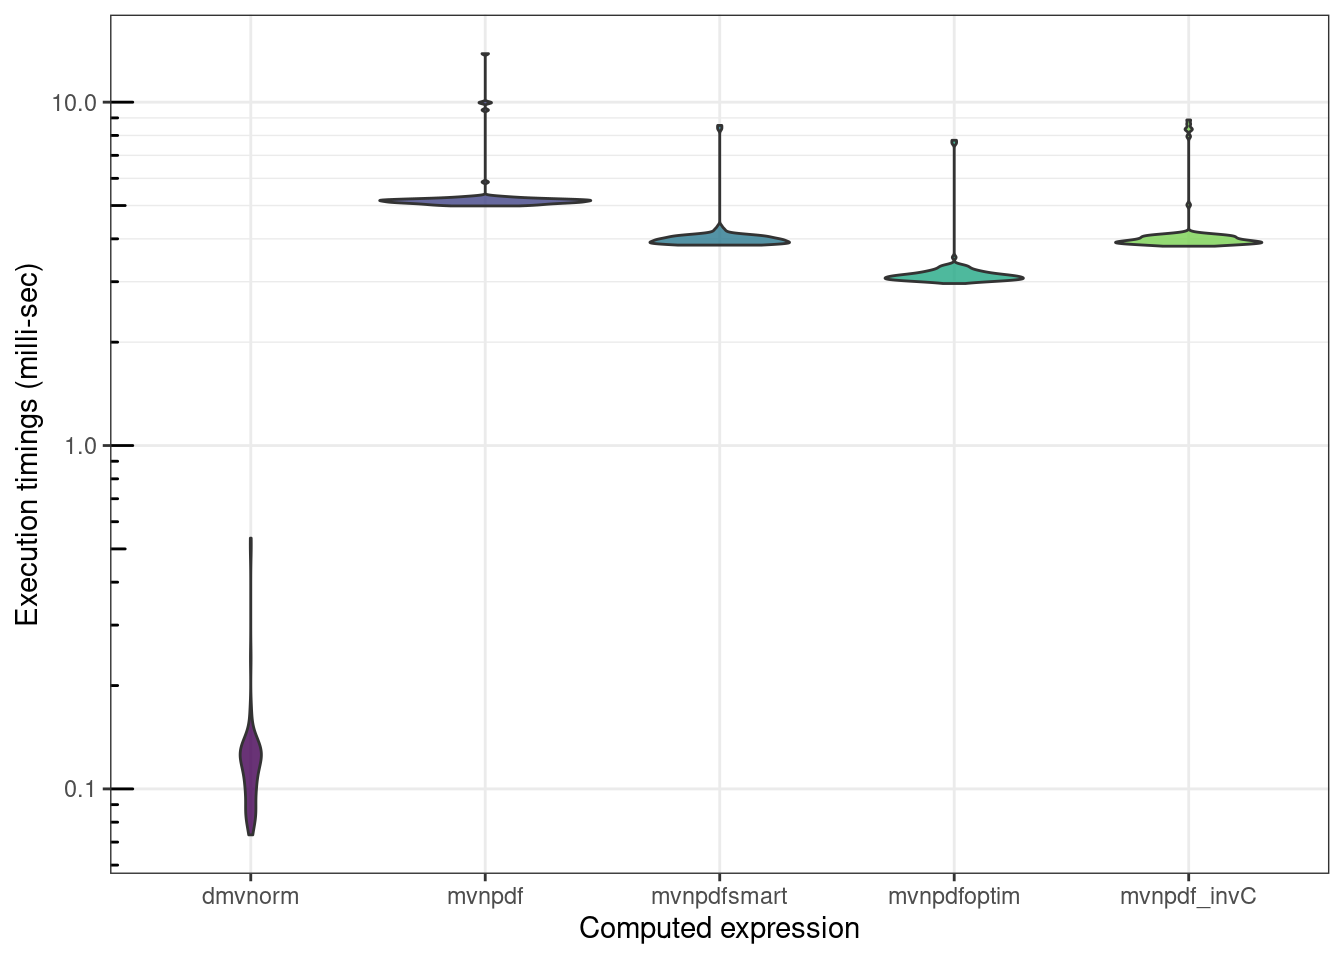 Execution timings (milli-sec)
10.0
1.0
0.1
dmvnorm
mvnpdf
mvnpdfsmart
mvnpdfoptim
mvnpdf_invC
Computed expression